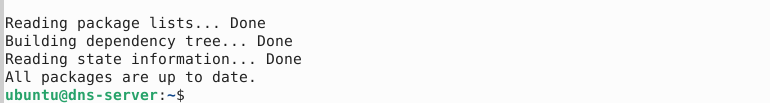 Reading package lists... Done
Building dependency tree... Done
Reading state information... Done
All packages are up to date.
ubuntu@dns-server:~$